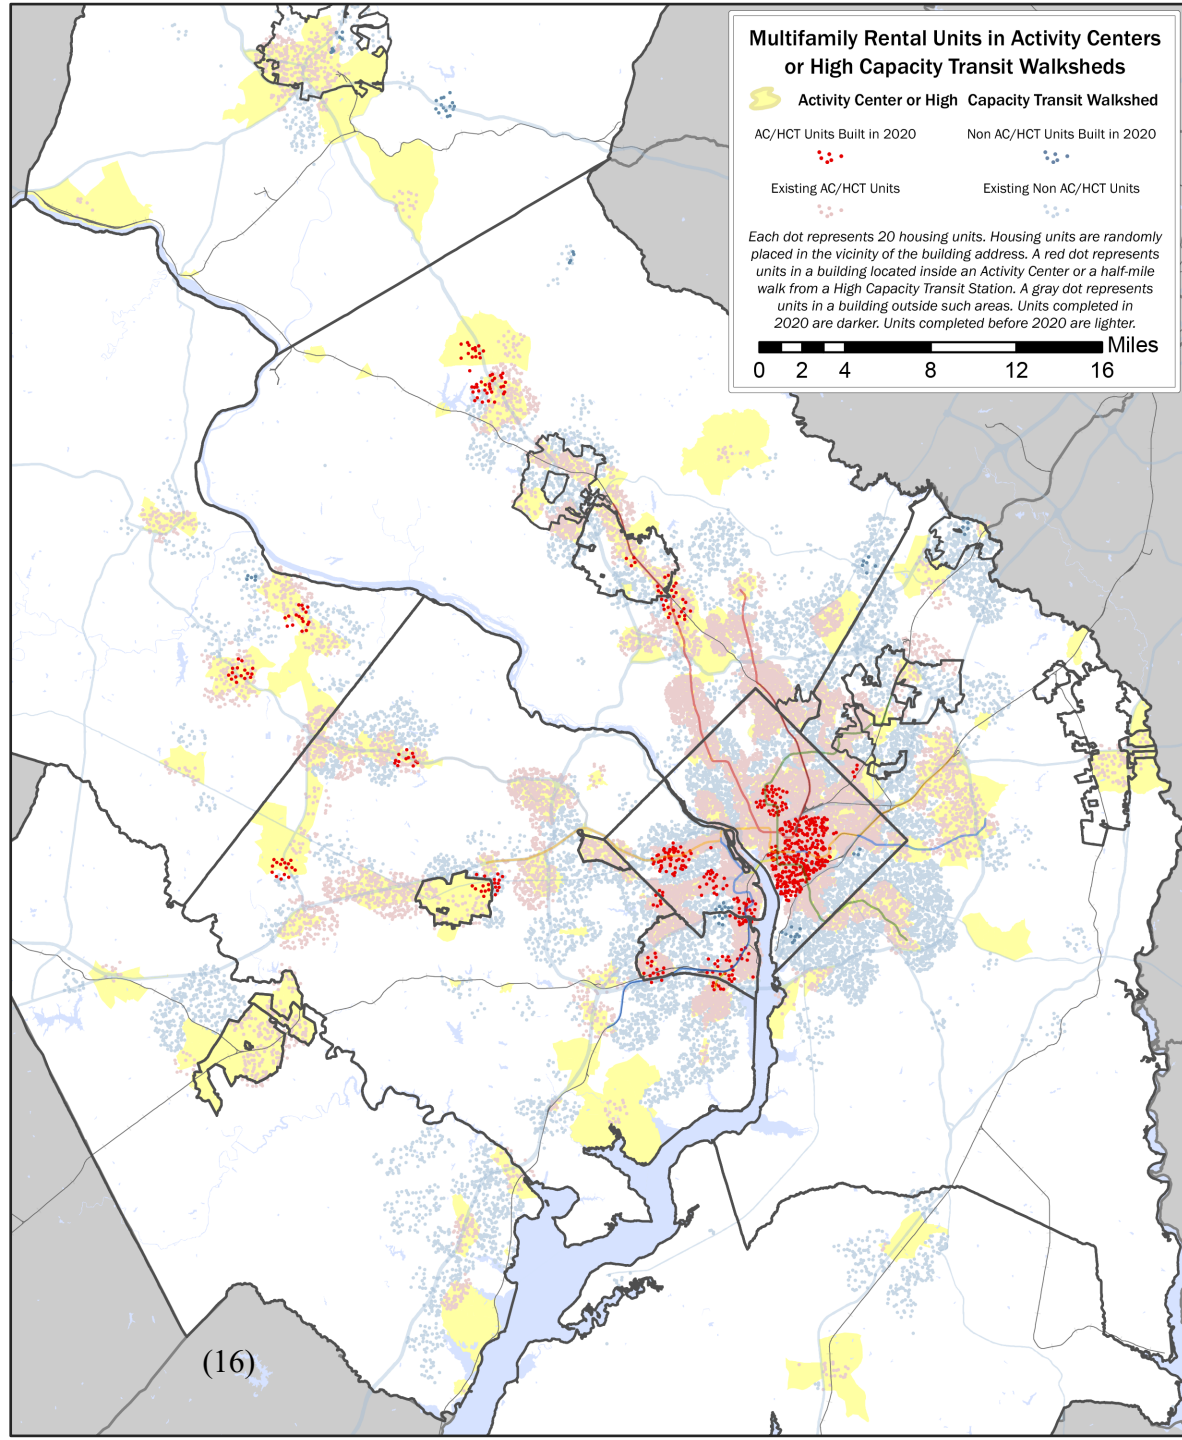 Multifamily Rental Units in Activity Centers
or High Capacity Transit Walksheds
Activity Center or High Capacity Transit Walkshed
AC/HCT Units Built in 2020 Non AC/HCT Units Built in 2020
Existing AC/HCT Units Existing Non AC/HCT Units
Each dot represents 20 housing units. Housing units are randomly
placed in the vicinity of the building address. A red dot represents
units in a building located inside an Activity Center or a half-mile
walk from a High Capacity Transit Station. A gray dot represents
units in a building outside such areas. Units completed in
2020 are darker. Units completed before 2020 are lighter.
Miles
0 2 4 8 12 16
(16)